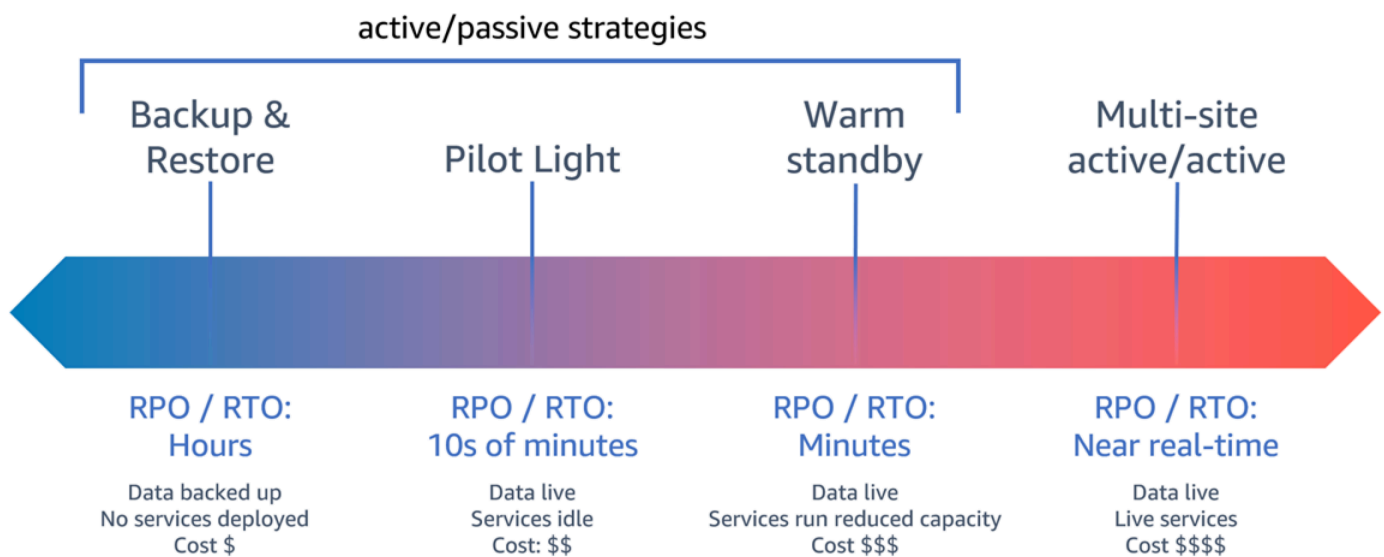 active/passive strategies
Backup &
Restore
Pilot Light
Warm
standby
Multi-site
active/active
RPO / RTO:
Hours
Data backed up
No services deployed
Cost $
RPO / RTO:
10s of minutes
Data live
Services idle
Cost: $$
RPO / RTO:
Minutes
Data live
Services run reduced capacity
Cost $$$
RPO / RTO:
Near real-time
Data live
Live services
Cost $$$$